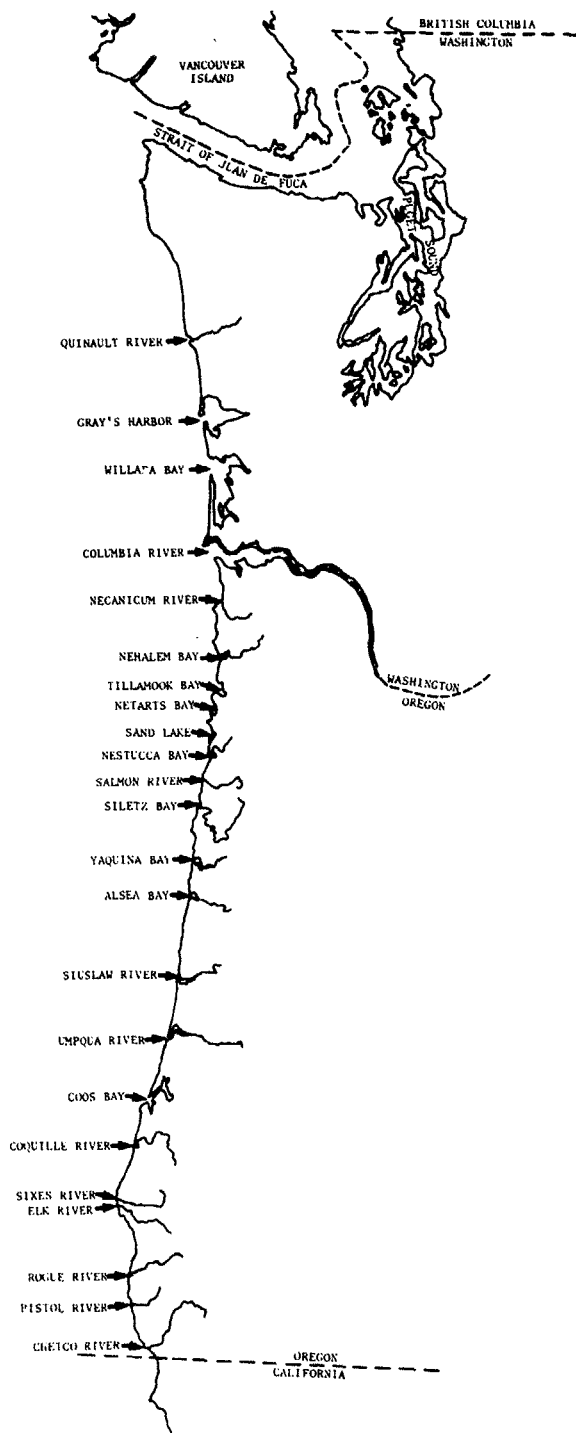 BRITISH COLUMBIA
WASHINGTON
VANCOUVER
ISLAND
STRAIT OF JUAN DE FUCA
PUGET
SOUND
QUINAULT RIVER
GRAY'S HARBOR
WILLAPA BAY
COLUMBIA RIVER
NECANICUM RIVER
NEHALEM BAY
WASHINGTON
OREGON
TILLAMOOK BAY
NETARTS BAY
SAND LAKE
NESTUCCA BAY
SALMON RIVER
SILETZ BAY
YAQUINA BAY
ALSEA BAY
SIUSLAW RIVER
UMPQUA RIVER
COOS BAY
COQUILLE RIVER
SIXES RIVER
ELK RIVER
ROGUE RIVER
PISTOL RIVER
CHETCO RIVER
OREGON
CALIFORNIA